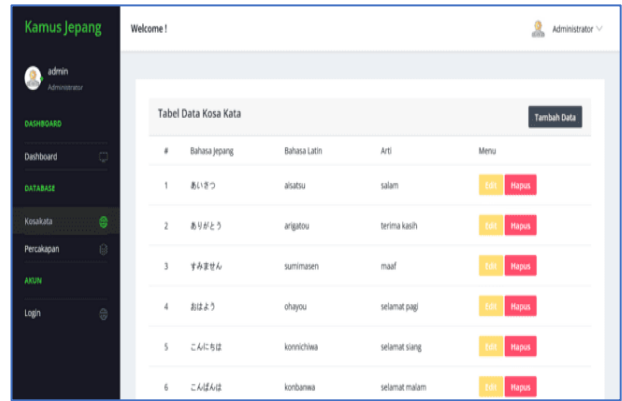 Kamus Jepang
Welcome !
Administrator
admin
Administrator
DASHBOARD
Dashboard
DATABASE
Kosakata
Percakapan
AKUN
Login
Tabel Data Kosa Kata
Tambah Data
# Bahasa Jepang Bahasa Latin Arti Menu
1 あいさつ aisatsu salam Edit Hapus
2 ありがとう arigatou terima kasih Edit Hapus
3 すみません sumimasen maaf Edit Hapus
4 おはよう ohayou selamat pagi Edit Hapus
5 こんにちは konnichiwa selamat siang Edit Hapus
6 こんばんは konbanwa selamat malam Edit Hapus